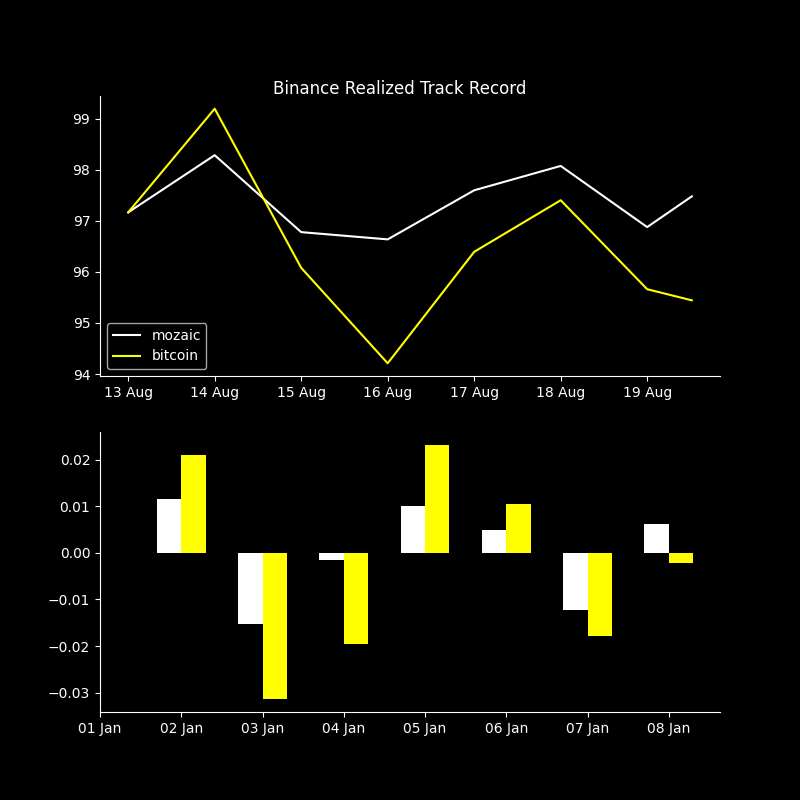 Binance Realized Track Record
99
98
97
96
95
94
mozaic
bitcoin
13 Aug 14 Aug 15 Aug 16 Aug 17 Aug 18 Aug 19 Aug
0.02
0.01
0.00
−0.01
−0.02
−0.03
01 Jan 02 Jan 03 Jan 04 Jan 05 Jan 06 Jan 07 Jan 08 Jan